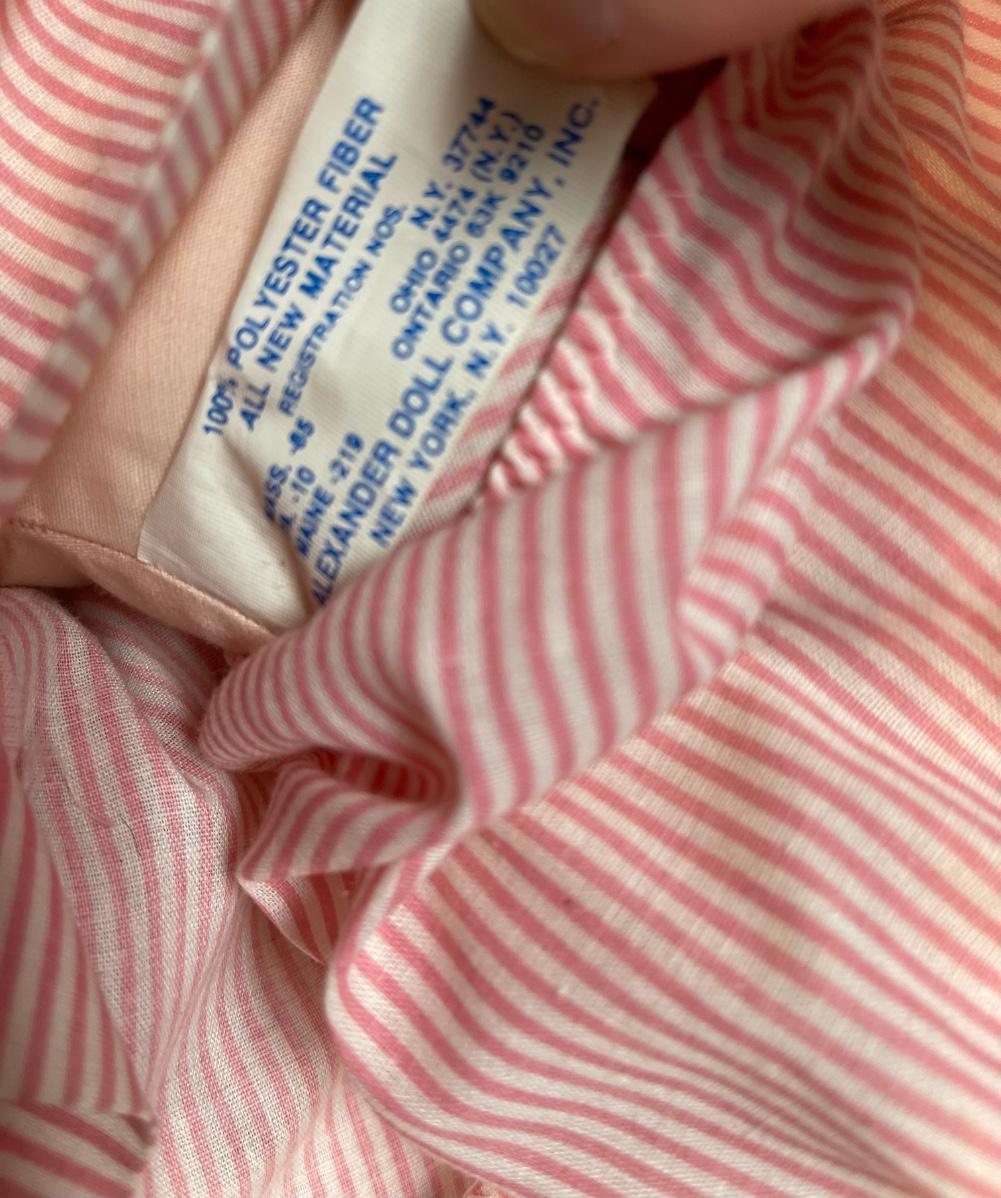 100% POLYESTER FIBER
ALL NEW MATERIAL
REGISTRATION NOS.
-65 N.Y. 37744
-10 OHIO 4474 (N.Y.)
MAINE -219 ONTARIO 63K 9210
ALEXANDER DOLL COMPANY, INC.
NEW YORK, N.Y. 10027